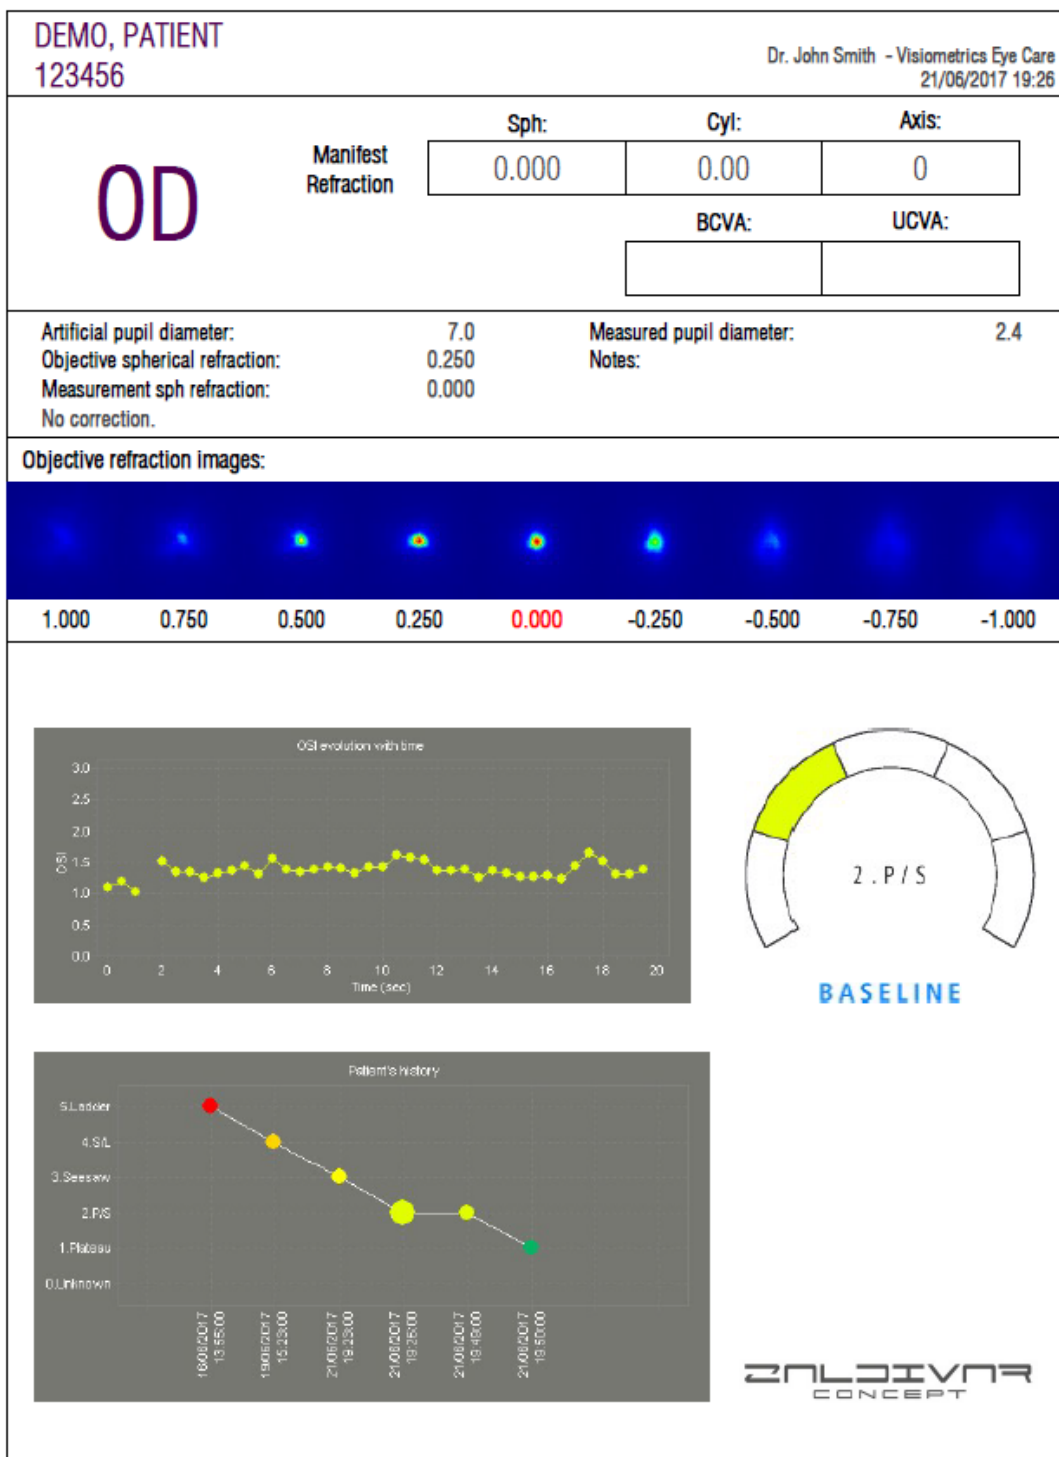 DEMO, PATIENT
123456
Dr. John Smith - Visiometrics Eye Care
21/06/2017 19:26
OD
Manifest
Refraction
Sph: Cyl: Axis:
0.000 0.00 0
BCVA: UCVA:
Artificial pupil diameter: 7.0 Measured pupil diameter: 2.4
Objective spherical refraction: 0.250 Notes:
Measurement sph refraction: 0.000
No correction.
Objective refraction images:
1.000 0.750 0.500 0.250 0.000 -0.250 -0.500 -0.750 -1.000
OSI evolution with time
OSI
3.0
2.5
2.0
1.5
1.0
0.5
0.0
0 2 4 6 8 10 12 14 16 18 20
Time (sec)
2.P/S
BASELINE
Patient's history
5.Ladder
4.S/L
3.Seesaw
2.P/S
1.Plateau
0.Unknown
16/06/2017 13:55:00
19/06/2017 15:23:00
21/06/2017 19:23:00
21/06/2017 19:26:00
21/06/2017 19:49:00
21/06/2017 19:50:00
ZALDIVAR
CONCEPT